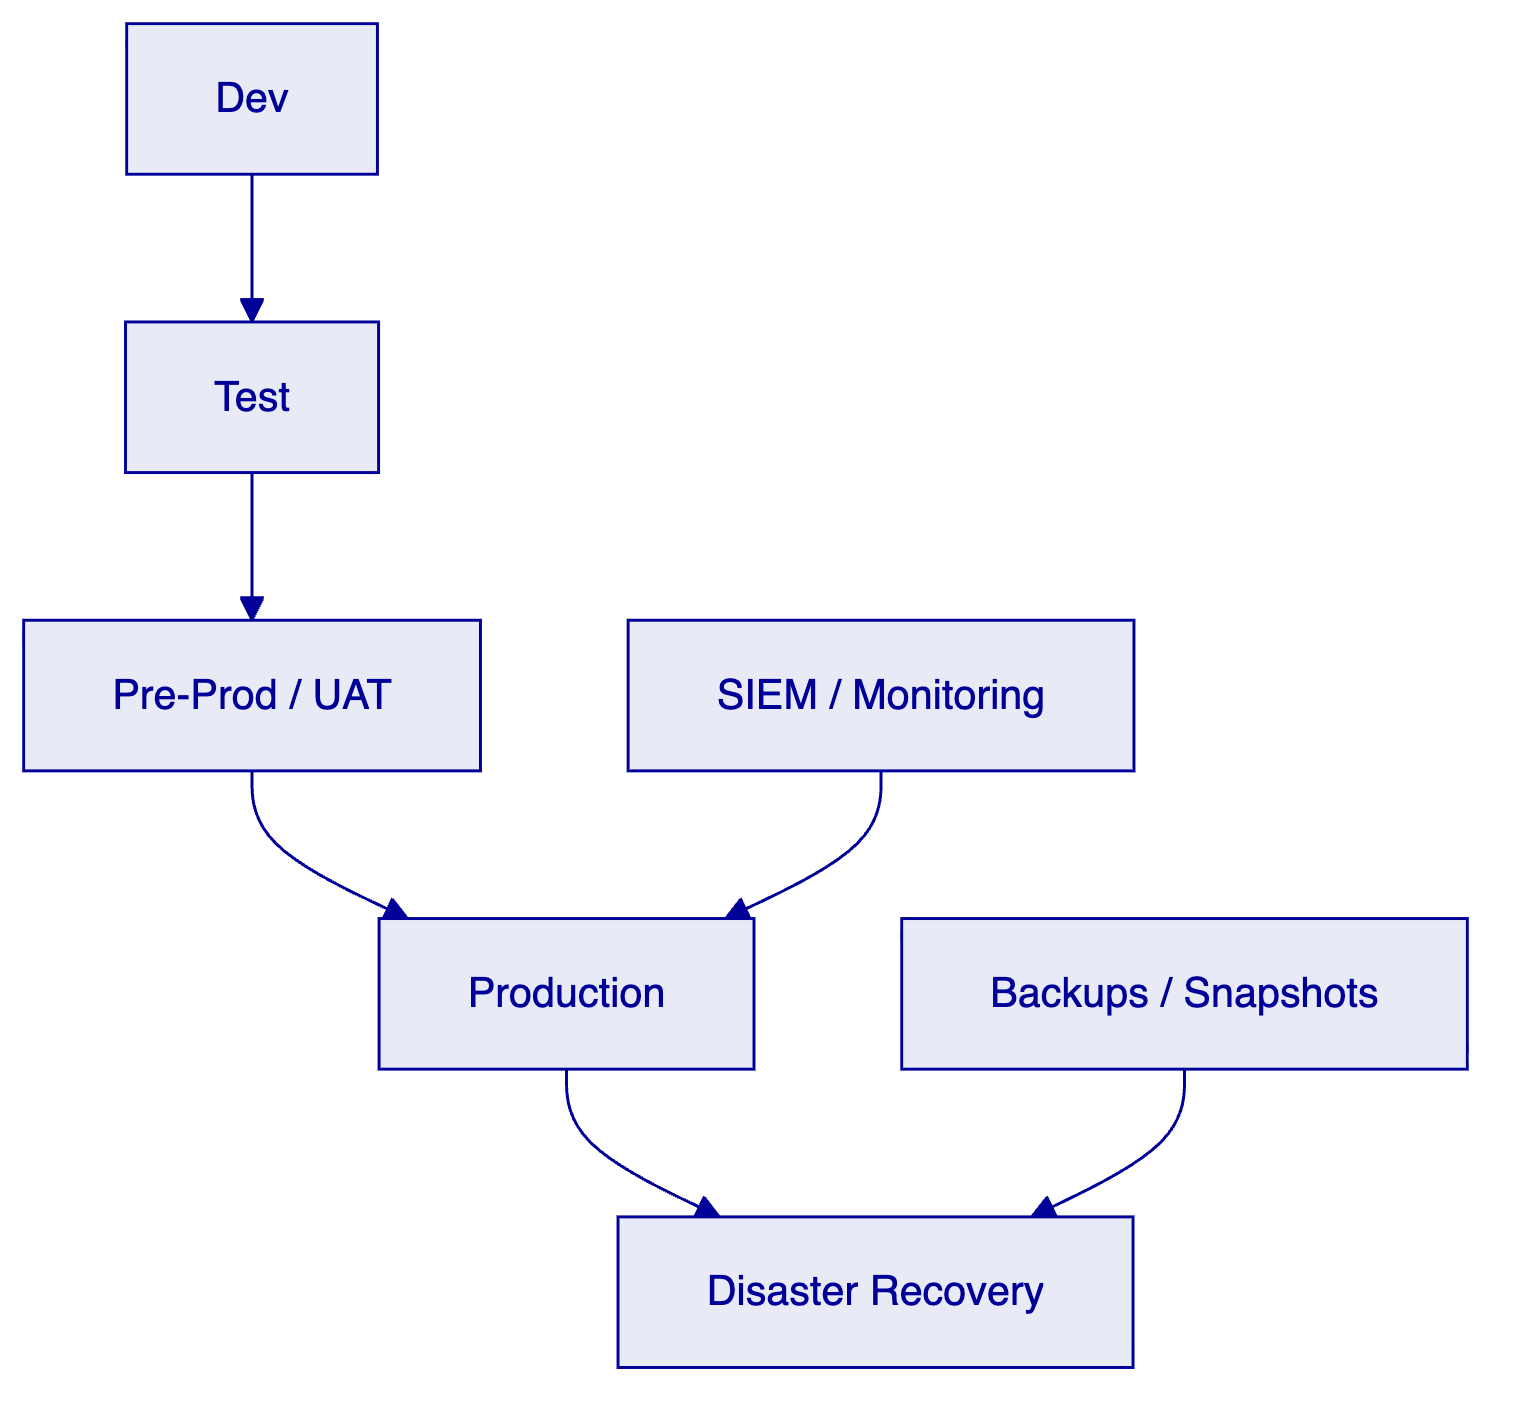 Dev
Test
Pre-Prod / UAT
SIEM / Monitoring
Production
Backups / Snapshots
Disaster Recovery